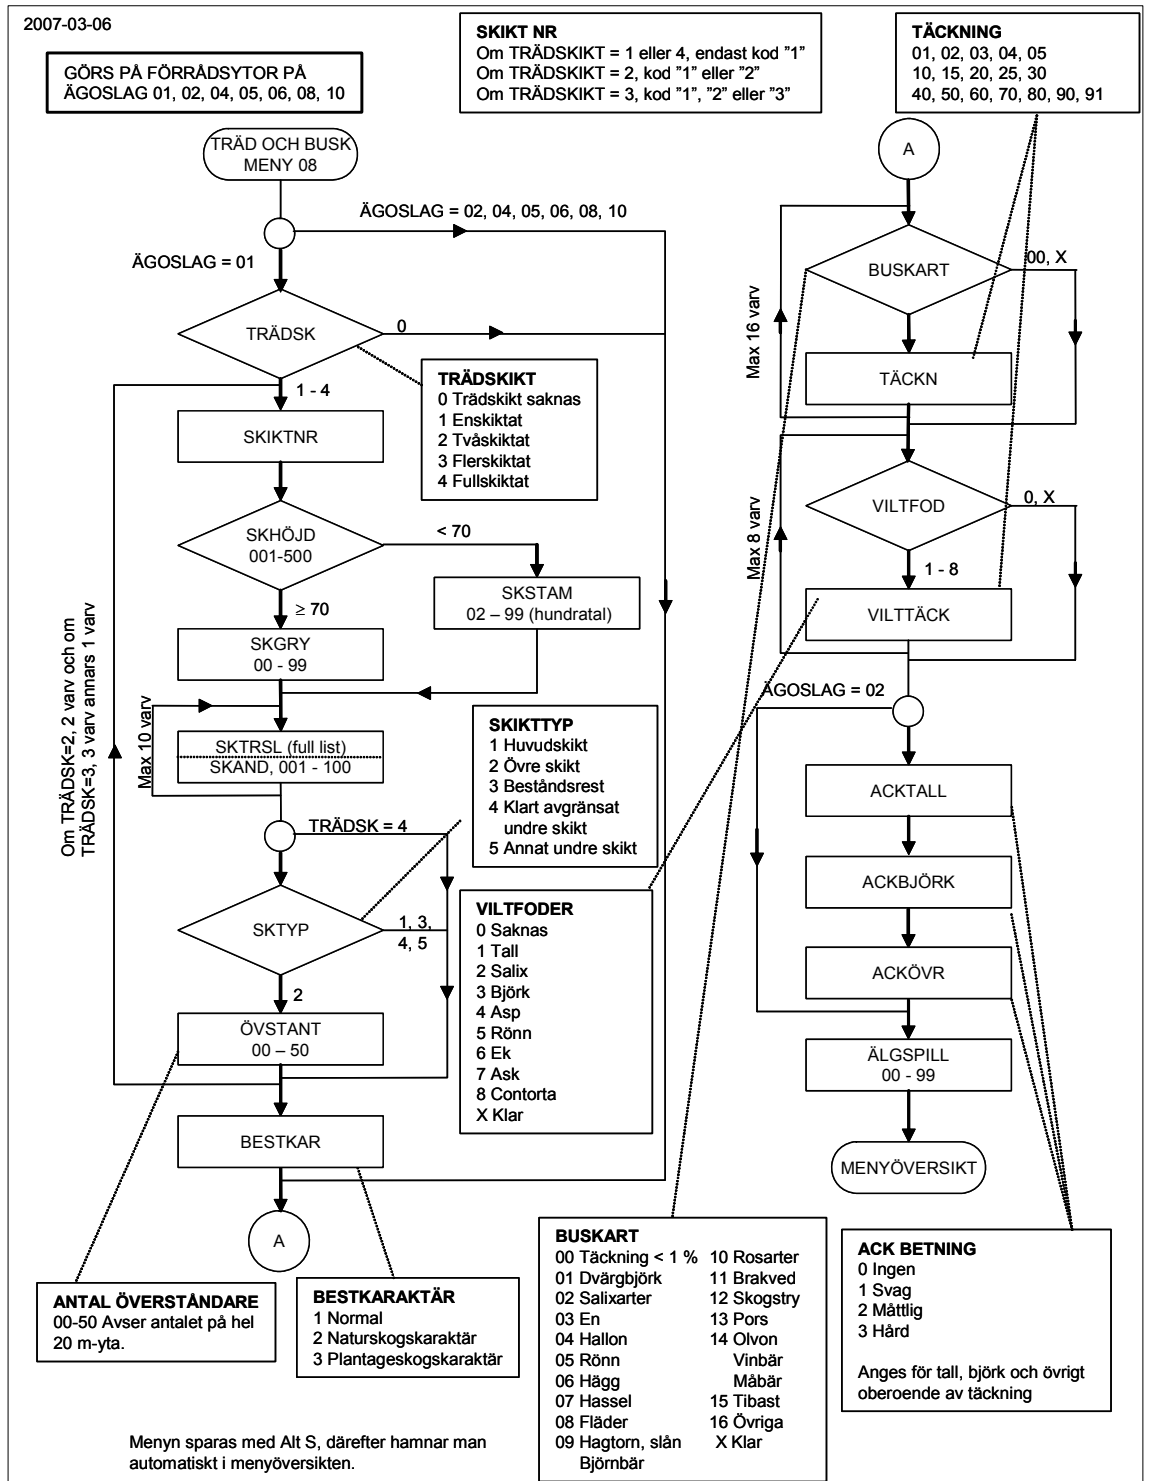 2007-03-06
GÖRS PÅ FÖRRÅDSYTOR PÅ
ÄGOSLAG 01, 02, 04, 05, 06, 08, 10
SKIKT NR
Om TRÄDSKIKT = 1 eller 4, endast kod ”1”
Om TRÄDSKIKT = 2, kod ”1” eller ”2”
Om TRÄDSKIKT = 3, kod ”1”, ”2” eller ”3”
TÄCKNING
01, 02, 03, 04, 05
10, 15, 20, 25, 30
40, 50, 60, 70, 80, 90, 91
TRÄD OCH BUSK
MENY 08
ÄGOSLAG = 02, 04, 05, 06, 08, 10
ÄGOSLAG = 01
TRÄDSK
0
1 - 4
TRÄDSKIKT
0 Trädskikt saknas
1 Enskiktat
2 Tvåskiktat
3 Flerskiktat
4 Fullskiktat
SKIKTNR
SKHÖJD
001-500
< 70
≥ 70
SKSTAM
02 – 99 (hundratal)
SKGRY
00 - 99
Om TRÄDSK=2, 2 varv och om
TRÄDSK=3, 3 varv annars 1 varv
Max 10 varv
SKTRSL (full list)
SKAND, 001 - 100
TRÄDSK = 4
SKIKTTYP
1 Huvudskikt
2 Övre skikt
3 Beståndsrest
4 Klart avgränsat
undre skikt
5 Annat undre skikt
SKTYP
1, 3,
4, 5
2
ÖVSTANT
00 – 50
BESTKAR
A
VILTFODER
0 Saknas
1 Tall
2 Salix
3 Björk
4 Asp
5 Rönn
6 Ek
7 Ask
8 Contorta
X Klar
ANTAL ÖVERSTÅNDARE
00-50 Avser antalet på hel
20 m-yta.
BESTKARAKTÄR
1 Normal
2 Naturskogskaraktär
3 Plantageskogskaraktär
Menyn sparas med Alt S, därefter hamnar man
automatiskt i menyöversikten.
A
BUSKART
00, X
Max 16 varv
TÄCKN
VILTFOD
0, X
Max 8 varv
1 - 8
VILTTÄCK
ÄGOSLAG = 02
ACKTALL
ACKBJÖRK
ACKÖVR
ÄLGSPILL
00 - 99
MENYÖVERSIKT
BUSKART
00 Täckning < 1 %
01 Dvärgbjörk
02 Salixarter
03 En
04 Hallon
05 Rönn
06 Hägg
07 Hassel
08 Fläder
09 Hagtorn, slån
Björnbär
10 Rosarter
11 Brakved
12 Skogstry
13 Pors
14 Olvon
Vinbär
Måbär
15 Tibast
16 Övriga
X Klar
ACK BETNING
0 Ingen
1 Svag
2 Måttlig
3 Hård
Anges för tall, björk och övrigt
oberoende av täckning